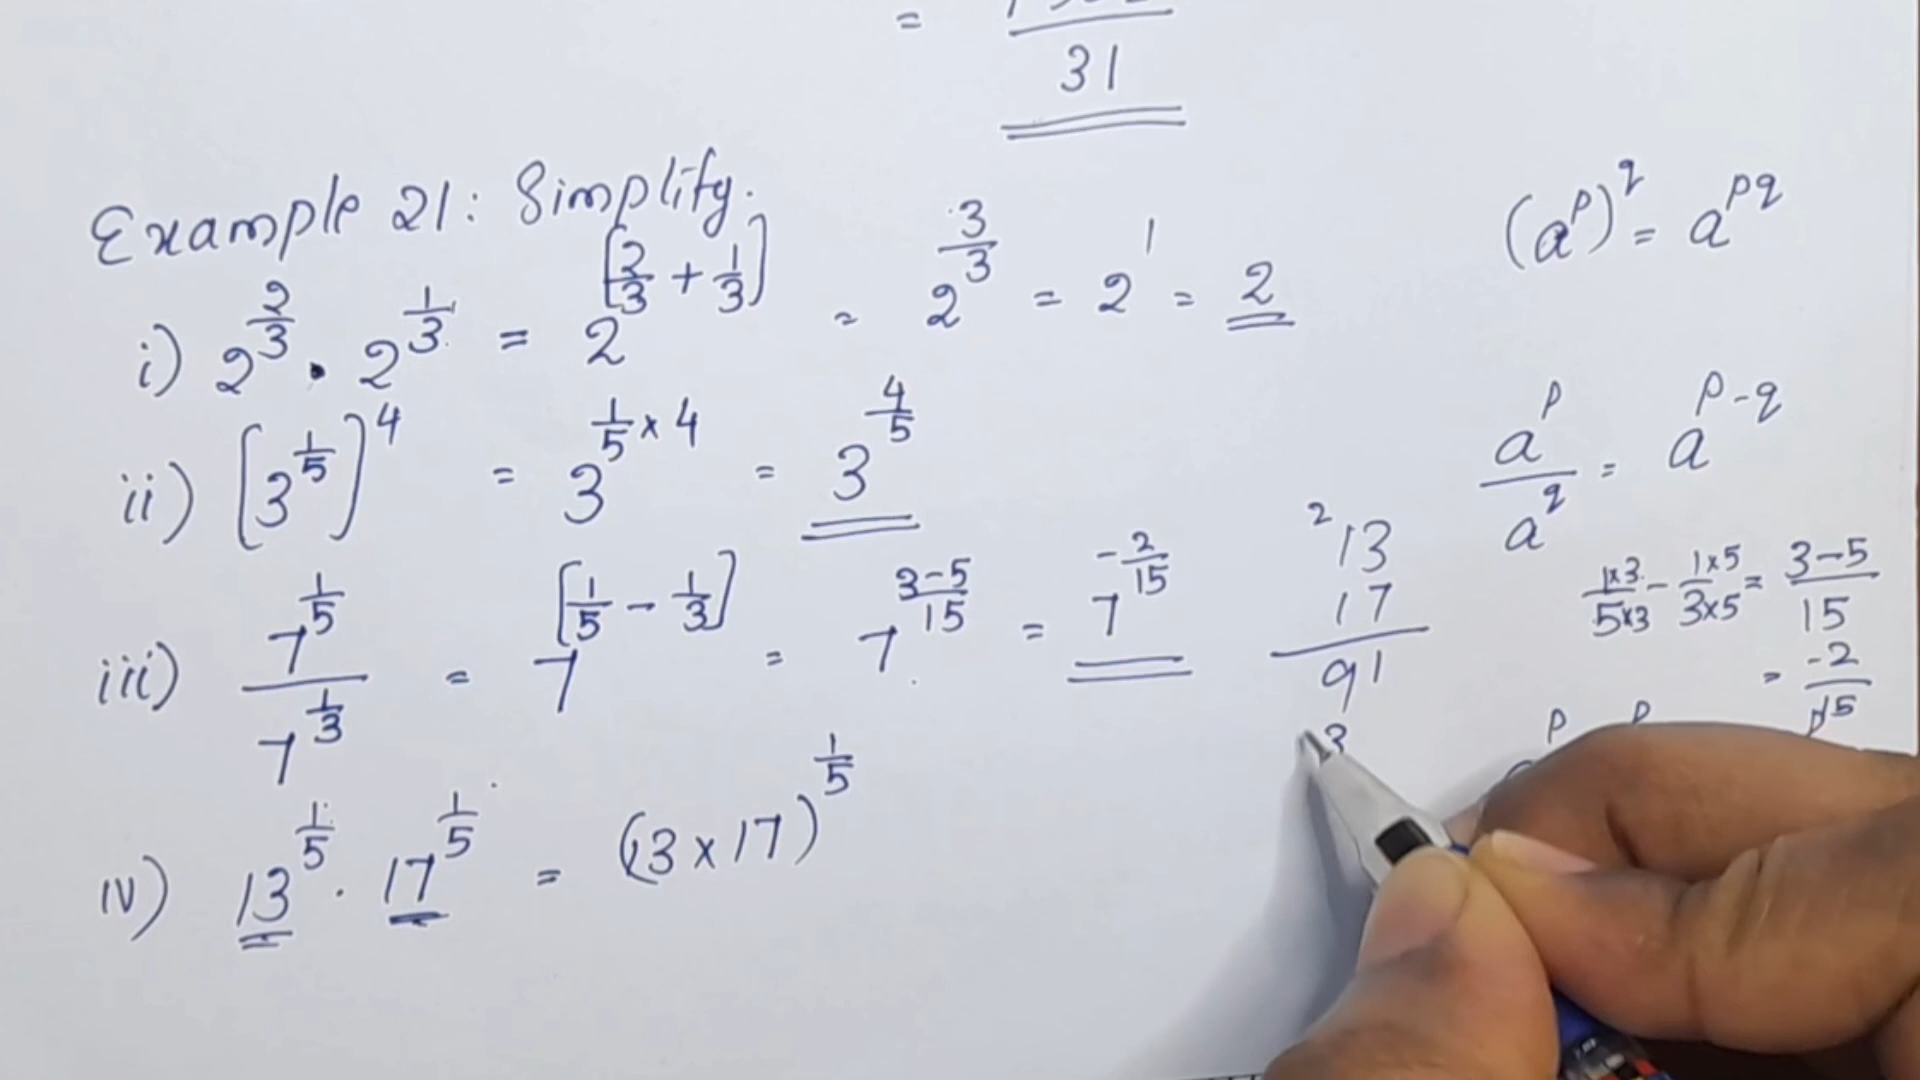 = 31
Example 21: Simplify.
i) 2^(2/3) . 2^(1/3) = 2^[2/3 + 1/3] = 2^(3/3) = 2^1 = 2
ii) [3^(1/5)]^4 = 3^(1/5 × 4) = 3^(4/5)
iii) 7^(1/5) / 7^(1/3) = 7^[1/5 - 1/3] = 7^((3-5)/15) = 7^(-2/15)
iv) 13^(1/5) . 17^(1/5) = (13 × 17)^(1/5)
2
13
17
91
3
(a^p)^q = a^(pq)
a^p / a^q = a^(p-q)
(1×3)/(5×3) - (1×5)/(3×5) = (3-5)/15
= -2/15
p p